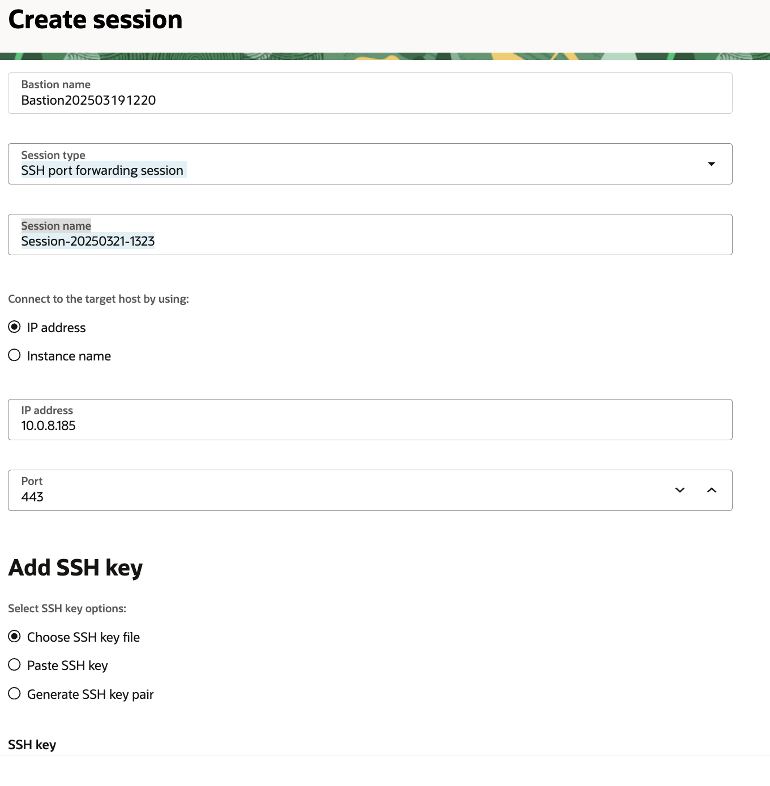 Create session
Bastion name
Bastion202503191220
Session type
SSH port forwarding session
Session name
Session-20250321-1323
Connect to the target host by using:
IP address
Instance name
IP address
10.0.8.185
Port
443
Add SSH key
Select SSH key options:
Choose SSH key file
Paste SSH key
Generate SSH key pair
SSH key